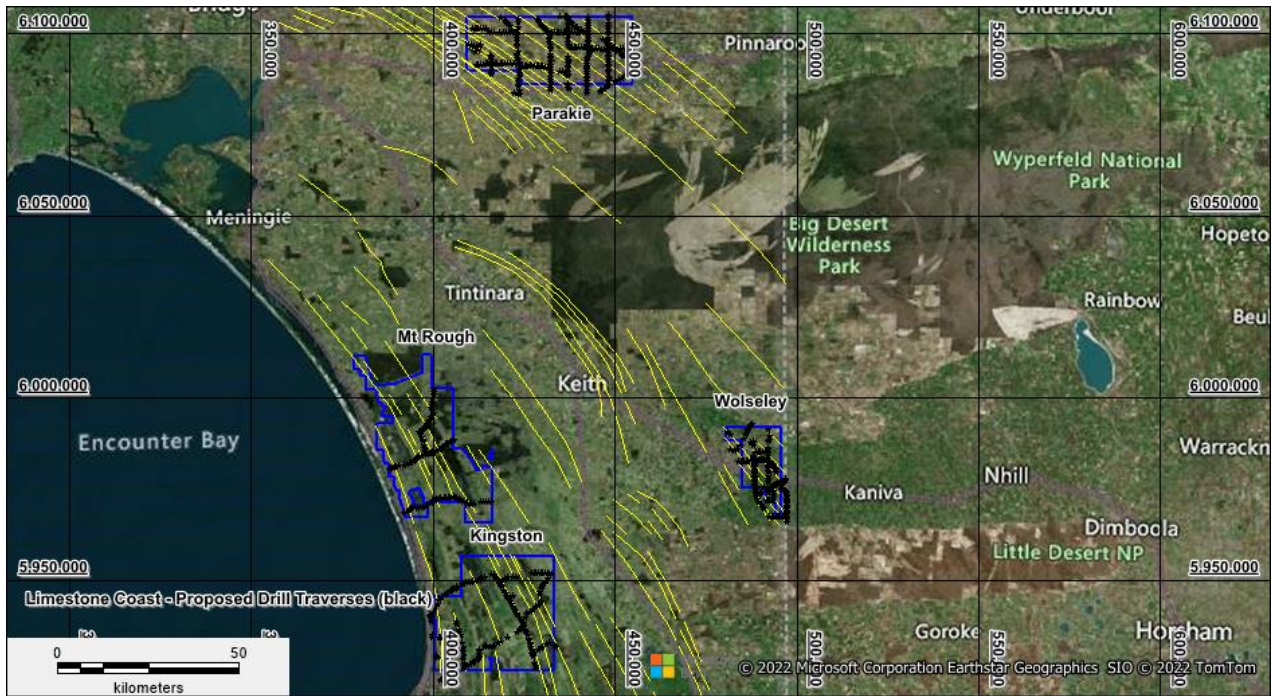 Bridge
Underbool
6.100.000
6.100.000
350.000
400.000
450.000
500.000
550.000
600.000
Pinnaroo
Parakie
Wyperfeld National
Park
6.050.000
6.050.000
Meningie
Big Desert
Wilderness
Park
Hopeto
Tintinara
Rainbow
Beul
Mt Rough
6.000.000
6.000.000
Keith
Wolseley
Encounter Bay
Warrackn
Nhill
Kaniva
Kingston
Dimboola
Little Desert NP
5.950.000
5.950.000
Limestone Coast - Proposed Drill Traverses (black)
400.000
450.000
500.000
550.000
600.000
Goroke
Horsham
0
50
kilometers
© 2022 Microsoft Corporation Earthstar Geographics SIO © 2022 TomTom